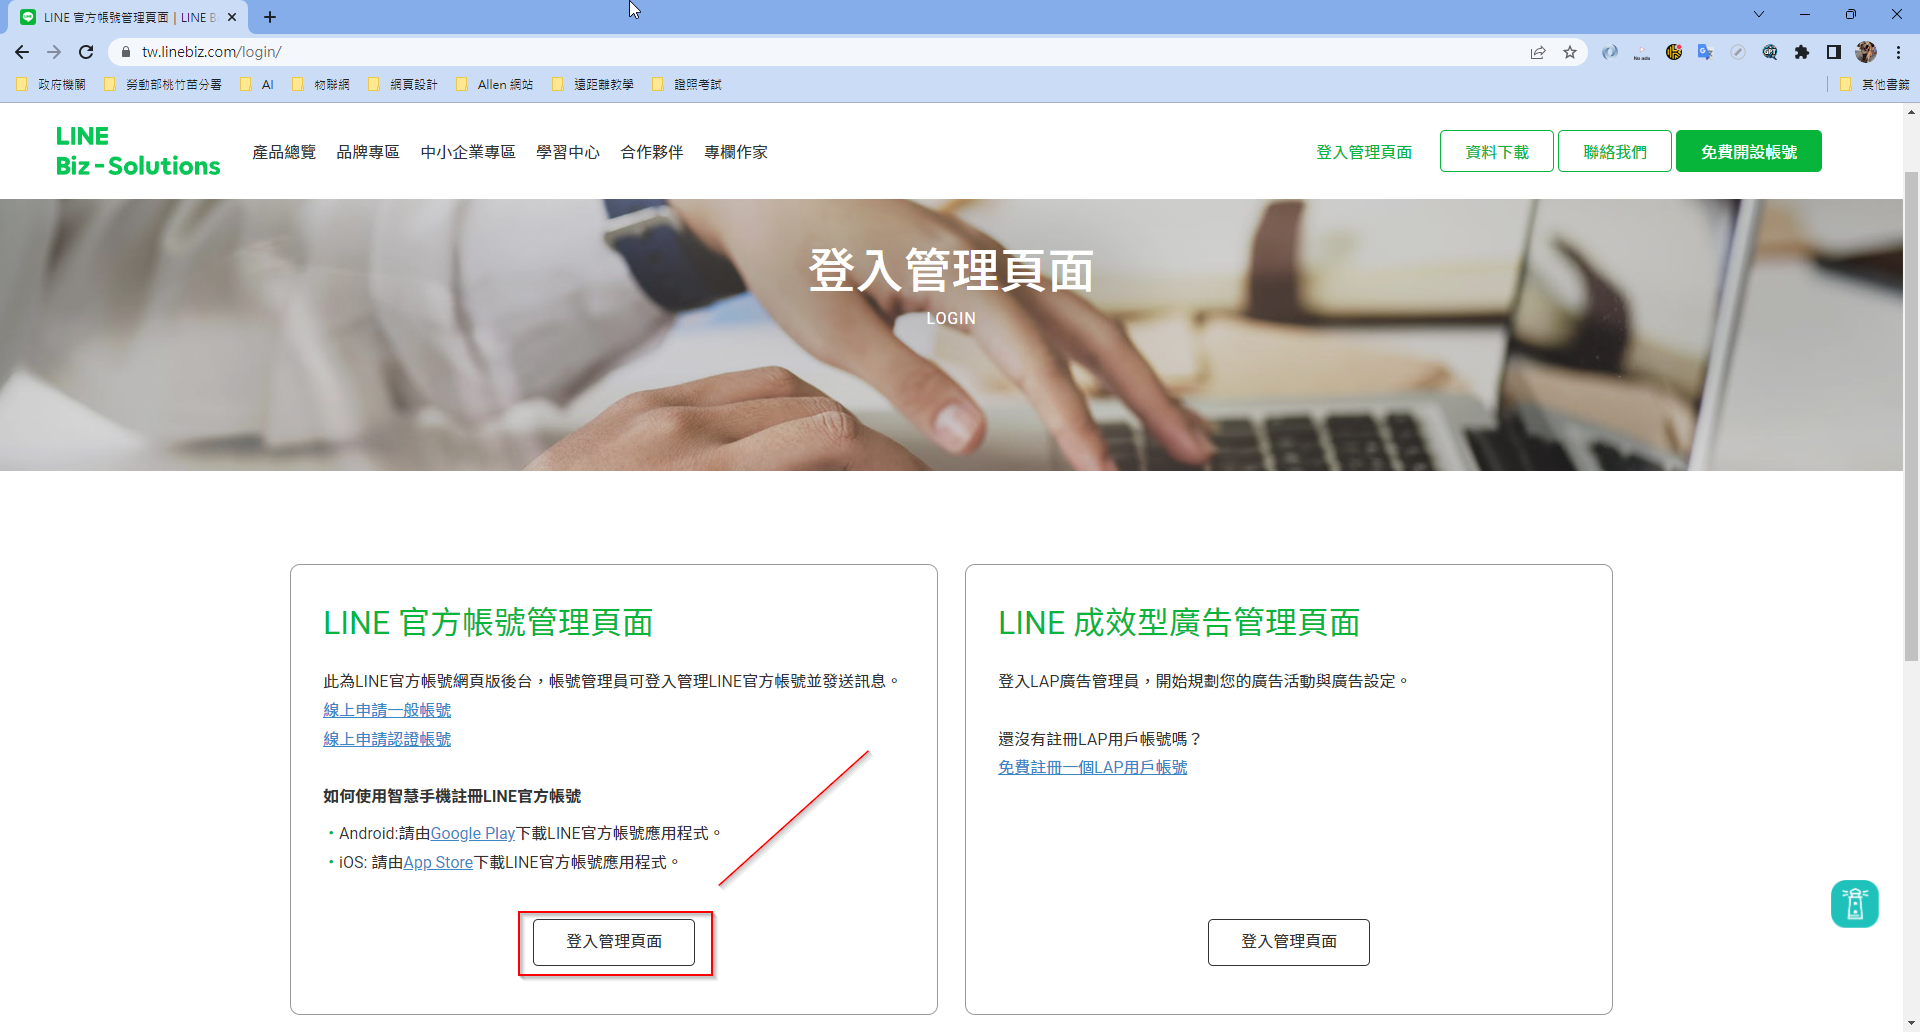 LINE 官方帳號管理頁面 | LINE B
tw.linebiz.com/login/
政府機關 勞動部桃竹苗分署 AI 物聯網 網頁設計 Allen 網站 遠距離教學 證照考試 其他書籤
LINE
Biz-Solutions
產品總覽 品牌專區 中小企業專區 學習中心 合作夥伴 專欄作家 登入管理頁面 資料下載 聯絡我們 免費開設帳號
登入管理頁面
LOGIN
LINE 官方帳號管理頁面
此為LINE官方帳號網頁版後台，帳號管理員可登入管理LINE官方帳號並發送訊息。
線上申請一般帳號
線上申請認證帳號
如何使用智慧手機註冊LINE官方帳號
・Android:請由Google Play下載LINE官方帳號應用程式。
・iOS: 請由App Store下載LINE官方帳號應用程式。
登入管理頁面
LINE 成效型廣告管理頁面
登入LAP廣告管理員，開始規劃您的廣告活動與廣告設定。
還沒有註冊LAP用戶帳號嗎？
免費註冊一個LAP用戶帳號
登入管理頁面